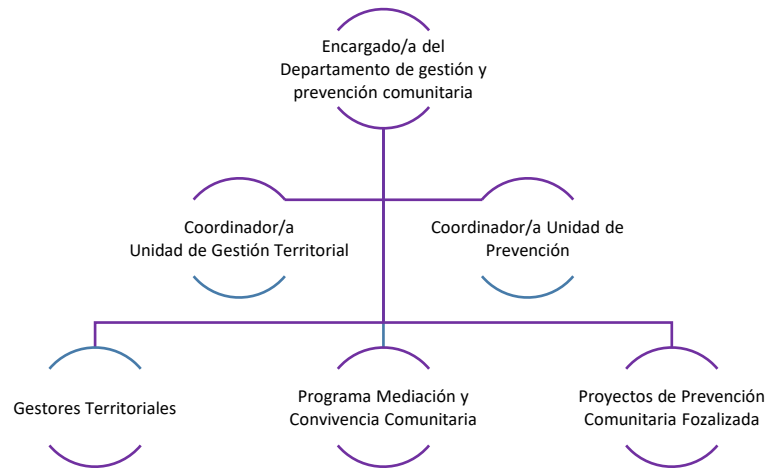 Encargado/a del
Departamento de gestión y
prevención comunitaria
Coordinador/a
Unidad de Gestión Territorial
Coordinador/a Unidad de
Prevención
Gestores Territoriales
Programa Mediación y
Convivencia Comunitaria
Proyectos de Prevención
Comunitaria Fozalizada